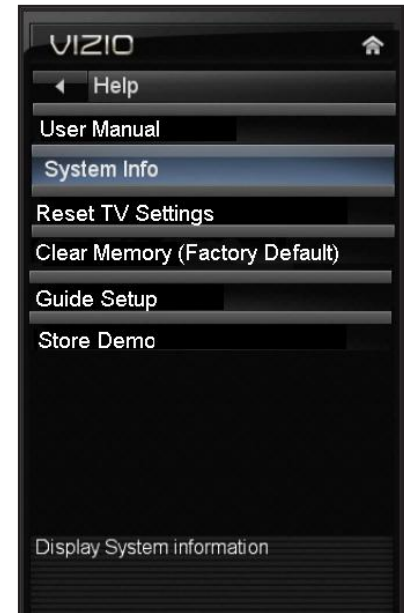 VIZIO
Help
User Manual
System Info
Reset TV Settings
Clear Memory (Factory Default)
Guide Setup
Store Demo
Display System information